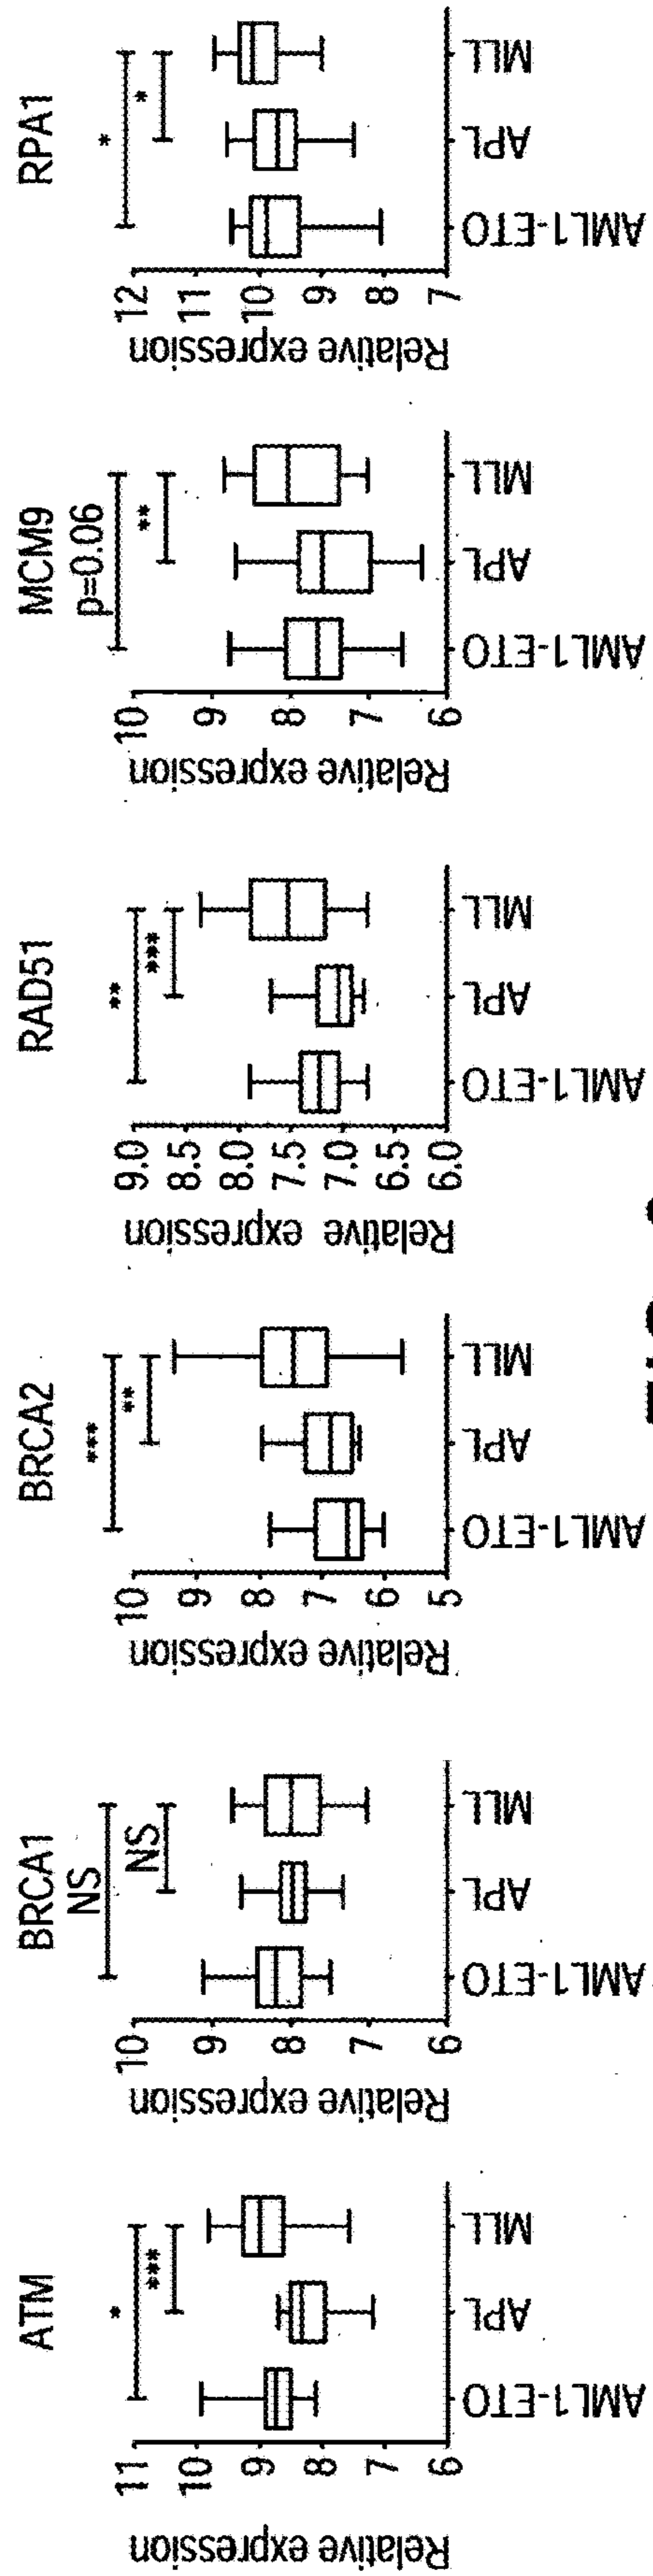 ATM
*
***
Relative expression
11
10
9
8
7
6
AML1-ETO
APL
MLL
BRCA1
NS
NS
Relative expression
10
9
8
7
6
AML1-ETO
APL
MLL
BRCA2
***
**
Relative expression
10
9
8
7
6
5
AML1-ETO
APL
MLL
RAD51
**
***
Relative expression
9.0
8.5
8.0
7.5
7.0
6.5
6.0
AML1-ETO
APL
MLL
MCM9
p=0.06
**
Relative expression
10
9
8
7
6
AML1-ETO
APL
MLL
RPA1
*
*
Relative expression
12
11
10
9
8
7
AML1-ETO
APL
MLL